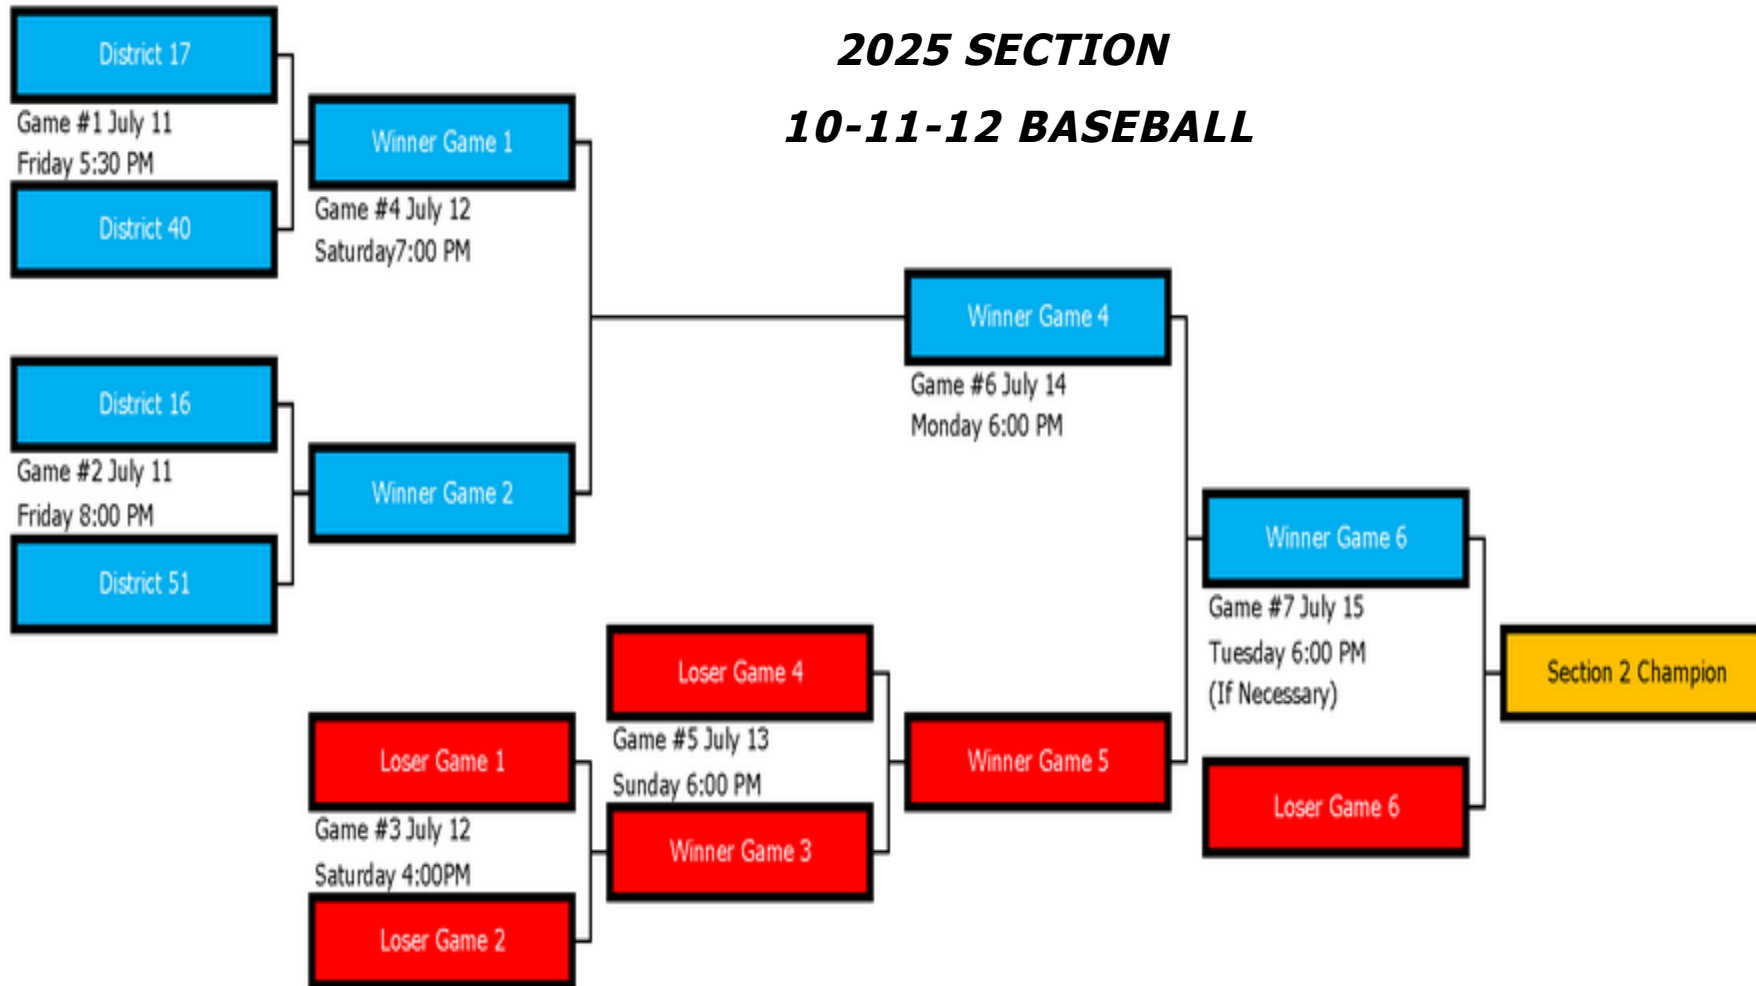 2025 SECTION
10-11-12 BASEBALL
District 17
Game #1 July 11
Friday 5:30 PM
District 40
Winner Game 1
Game #4 July 12
Saturday7:00 PM
District 16
Game #2 July 11
Friday 8:00 PM
District 51
Winner Game 2
Winner Game 4
Game #6 July 14
Monday 6:00 PM
Winner Game 6
Game #7 July 15
Tuesday 6:00 PM
(If Necessary)
Loser Game 6
Section 2 Champion
Loser Game 4
Game #5 July 13
Sunday 6:00 PM
Winner Game 3
Winner Game 5
Loser Game 1
Game #3 July 12
Saturday 4:00PM
Loser Game 2